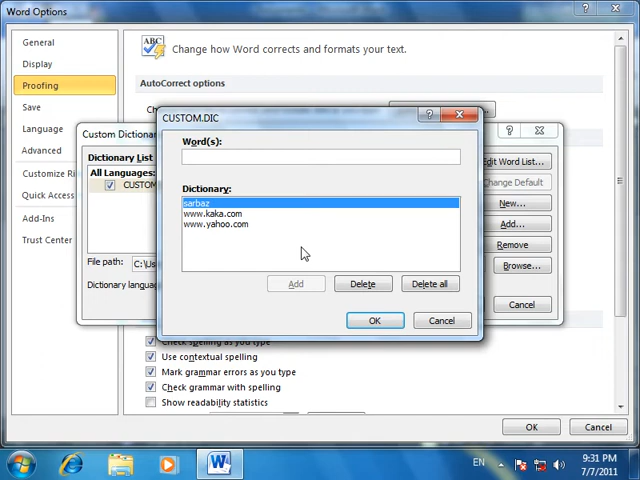 Word Options
General
Display
Proofing
Save
Language
Advanced
Customize Ri
Quick Access
Add-Ins
Trust Center
ABC
Change how Word corrects and formats your text.
AutoCorrect options
Custom Dictionar
Dictionary List
All Languages:
CUSTOM
File path:
C:\Use
Dictionary languag
Edit Word List...
Change Default
New...
Add...
Remove
Browse...
Cancel
CUSTOM.DIC
Word(s):
Dictionary:
sarbaz
www.kaka.com
www.yahoo.com
Add
Delete
Delete all
OK
Cancel
Check spelling as you type
Use contextual spelling
Mark grammar errors as you type
Check grammar with spelling
Show readability statistics
OK
Cancel
EN
9:31 PM
7/7/2011